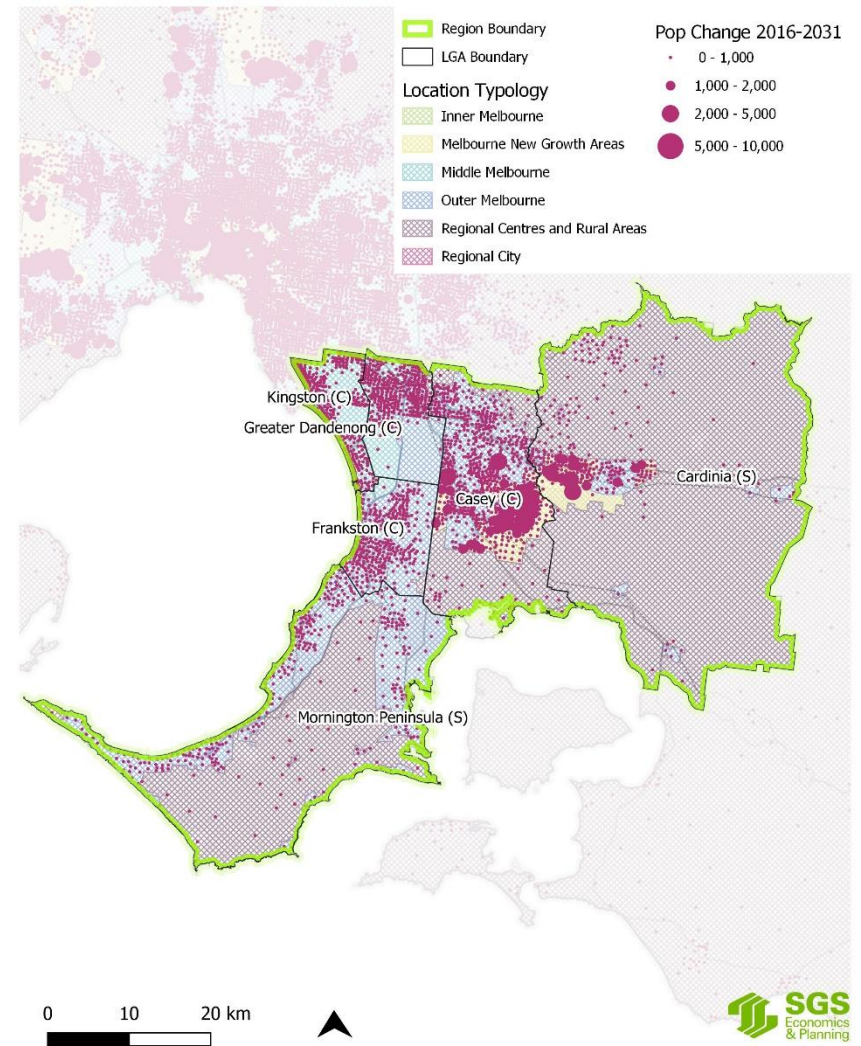 Region Boundary
LGA Boundary
Location Typology
Inner Melbourne
Melbourne New Growth Areas
Middle Melbourne
Outer Melbourne
Regional Centres and Rural Areas
Regional City
Pop Change 2016-2031
0 - 1,000
1,000 - 2,000
2,000 - 5,000
5,000 - 10,000
Kingston (C)
Greater Dandenong (C)
Cardinia (S)
Casey (C)
Frankston (C)
Mornington Peninsula (S)
0 10 20 km
SGS
Economics
& Planning